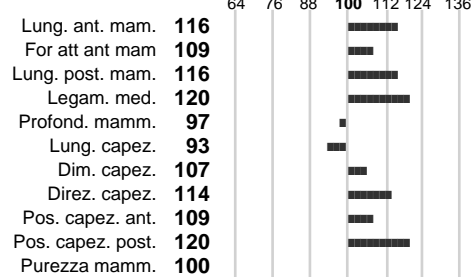 64 76 88 100 112 124 136
Lung. ant. mam. 116
For att ant mam 109
Lung. post. mam. 116
Legam. med. 120
Profond. mamm. 97
Lung. capez. 93
Dim. capez. 107
Direz. capez. 114
Pos. capez. ant. 109
Pos. capez. post. 120
Purezza mamm. 100